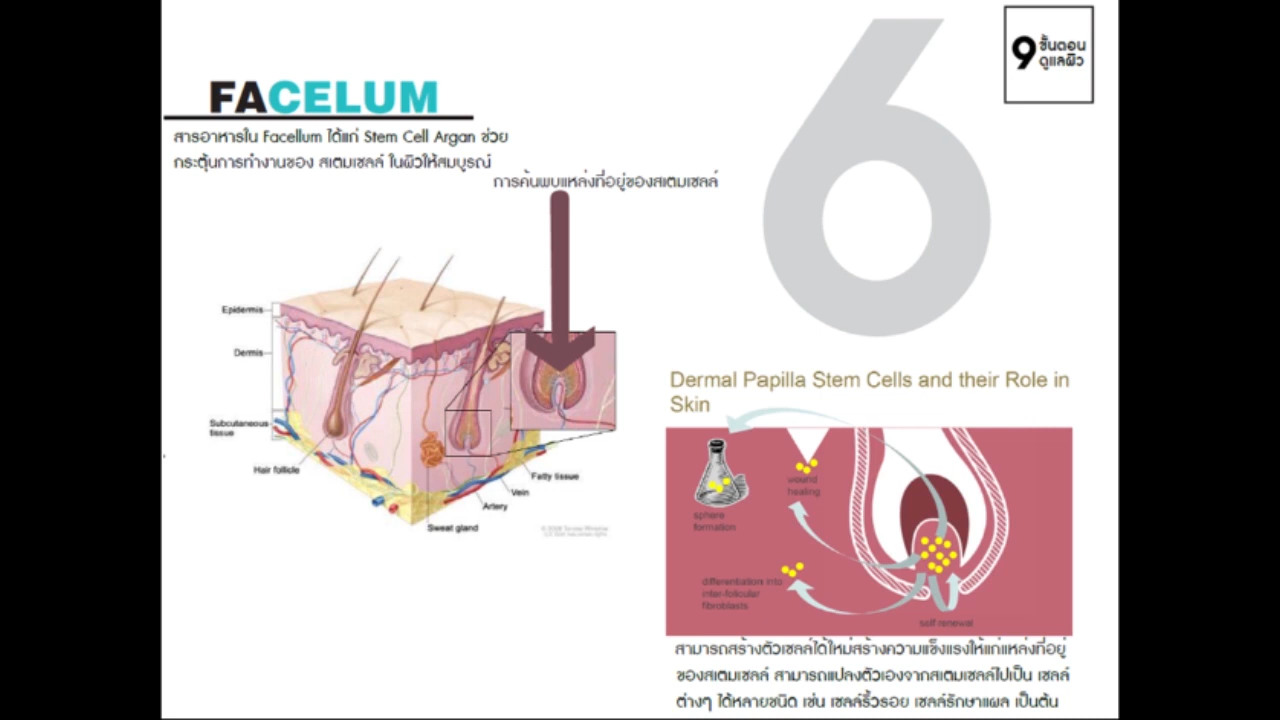 9 ขั้นตอน
ดูแลผิว
6
FACELUM
สารอาหารใน Facellum ได้แก่ Stem Cell Argan ช่วย
กระตุ้นการทำงานของ สเตมเซลล์ ในผิวให้สมบูรณ์
การค้นพบแหล่งที่อยู่ของสเตมเซลล์
Epidermis
Dermis
Subcutaneous
tissue
Hair follicle
Sweat gland
Artery
Vein
Fatty tissue
Dermal Papilla Stem Cells and their Role in
Skin
wound
healing
sphere
formation
differentiation into
inter-follicular
fibroblasts
self renewal
สามารถสร้างตัวเซลล์ได้ใหม่สร้างความแข็งแรงให้แก่แหล่งที่อยู่
ของสเตมเซลล์ สามารถแปลงตัวเองจากสเตมเซลล์ไปเป็น เซลล์
ต่างๆ ได้หลายชนิด เช่น เซลล์ริ้วรอย เซลล์รักษาแผล เป็นต้น